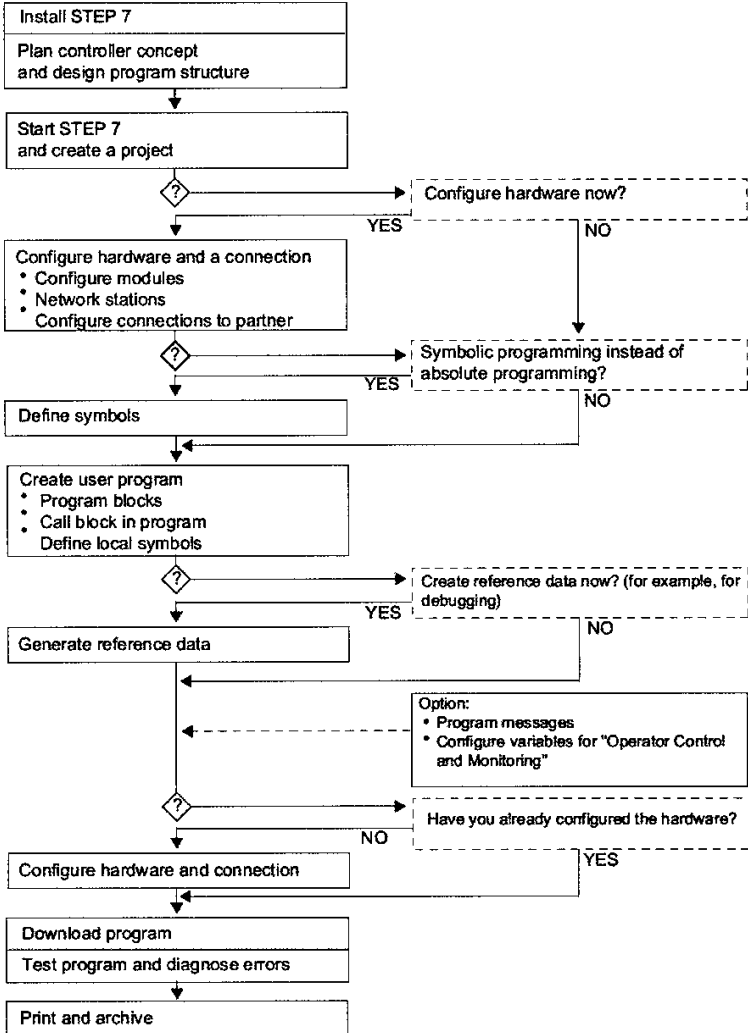 Install STEP 7
Plan controller concept
and design program structure
Start STEP 7
and create a project
?
Configure hardware now?
YES
NO
Configure hardware and a connection
• Configure modules
• Network stations
• Configure connections to partner
?
Symbolic programming instead of
absolute programming?
YES
NO
Define symbols
Create user program
• Program blocks
• Call block in program
• Define local symbols
?
Create reference data now? (for example, for
debugging)
YES
NO
Generate reference data
Option:
• Program messages
• Configure variables for "Operator Control
and Monitoring"
?
Have you already configured the hardware?
NO
YES
Configure hardware and connection
Download program
Test program and diagnose errors
Print and archive